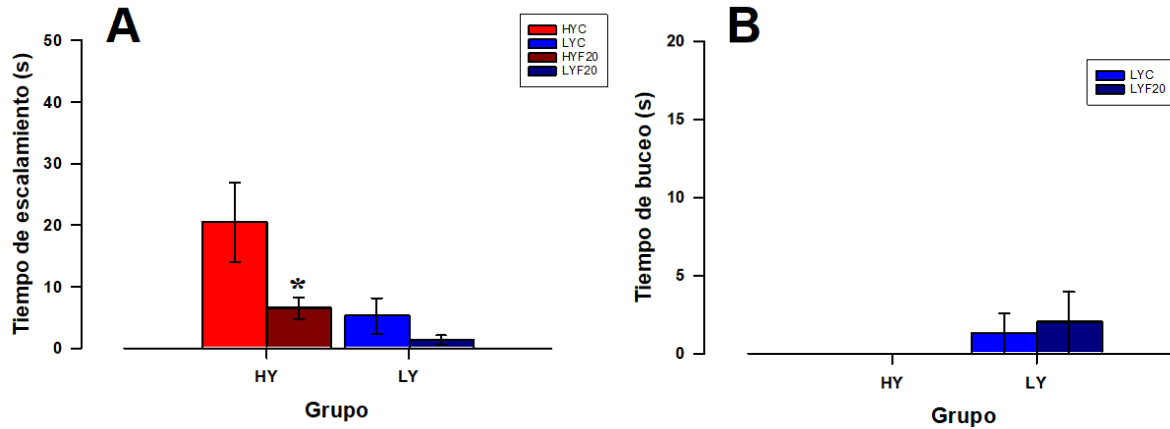 A
Tiempo de escalamiento (s)
50
40
30
20
10
0
HYC
LYC
HYF20
LYF20
*
HY
LY
Grupo
B
Tiempo de buceo (s)
20
15
10
5
0
LYC
LYF20
HY
LY
Grupo